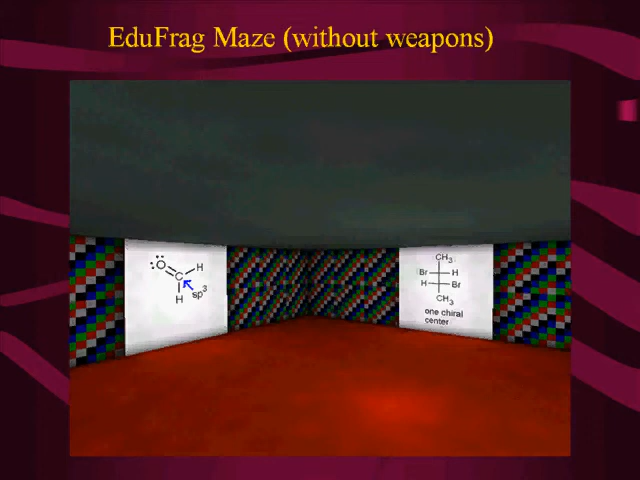 EduFrag Maze (without weapons)
O
C
H
H
sp3
CH3
Br H
H Br
CH3
one chiral
center